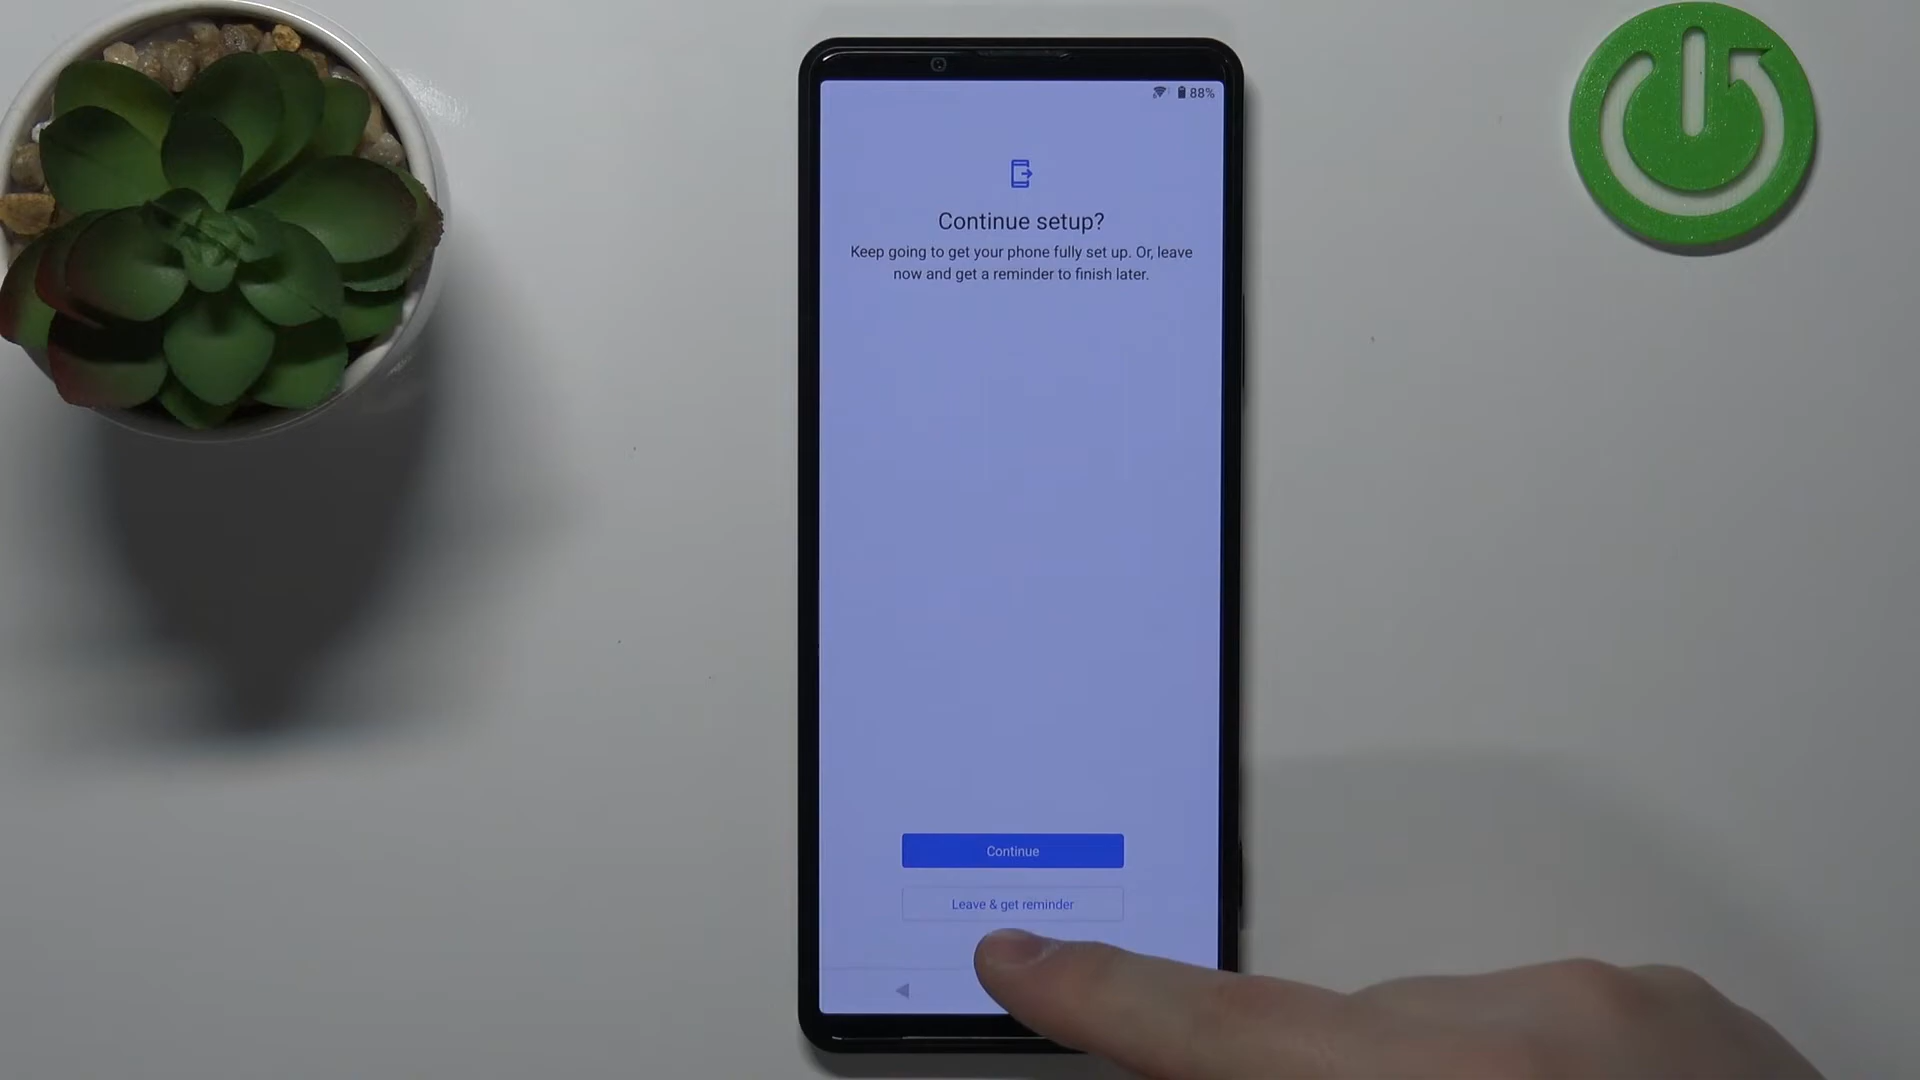 88%
Continue setup?
Keep going to get your phone fully set up. Or, leave
now and get a reminder to finish later.
Continue
Leave & get reminder